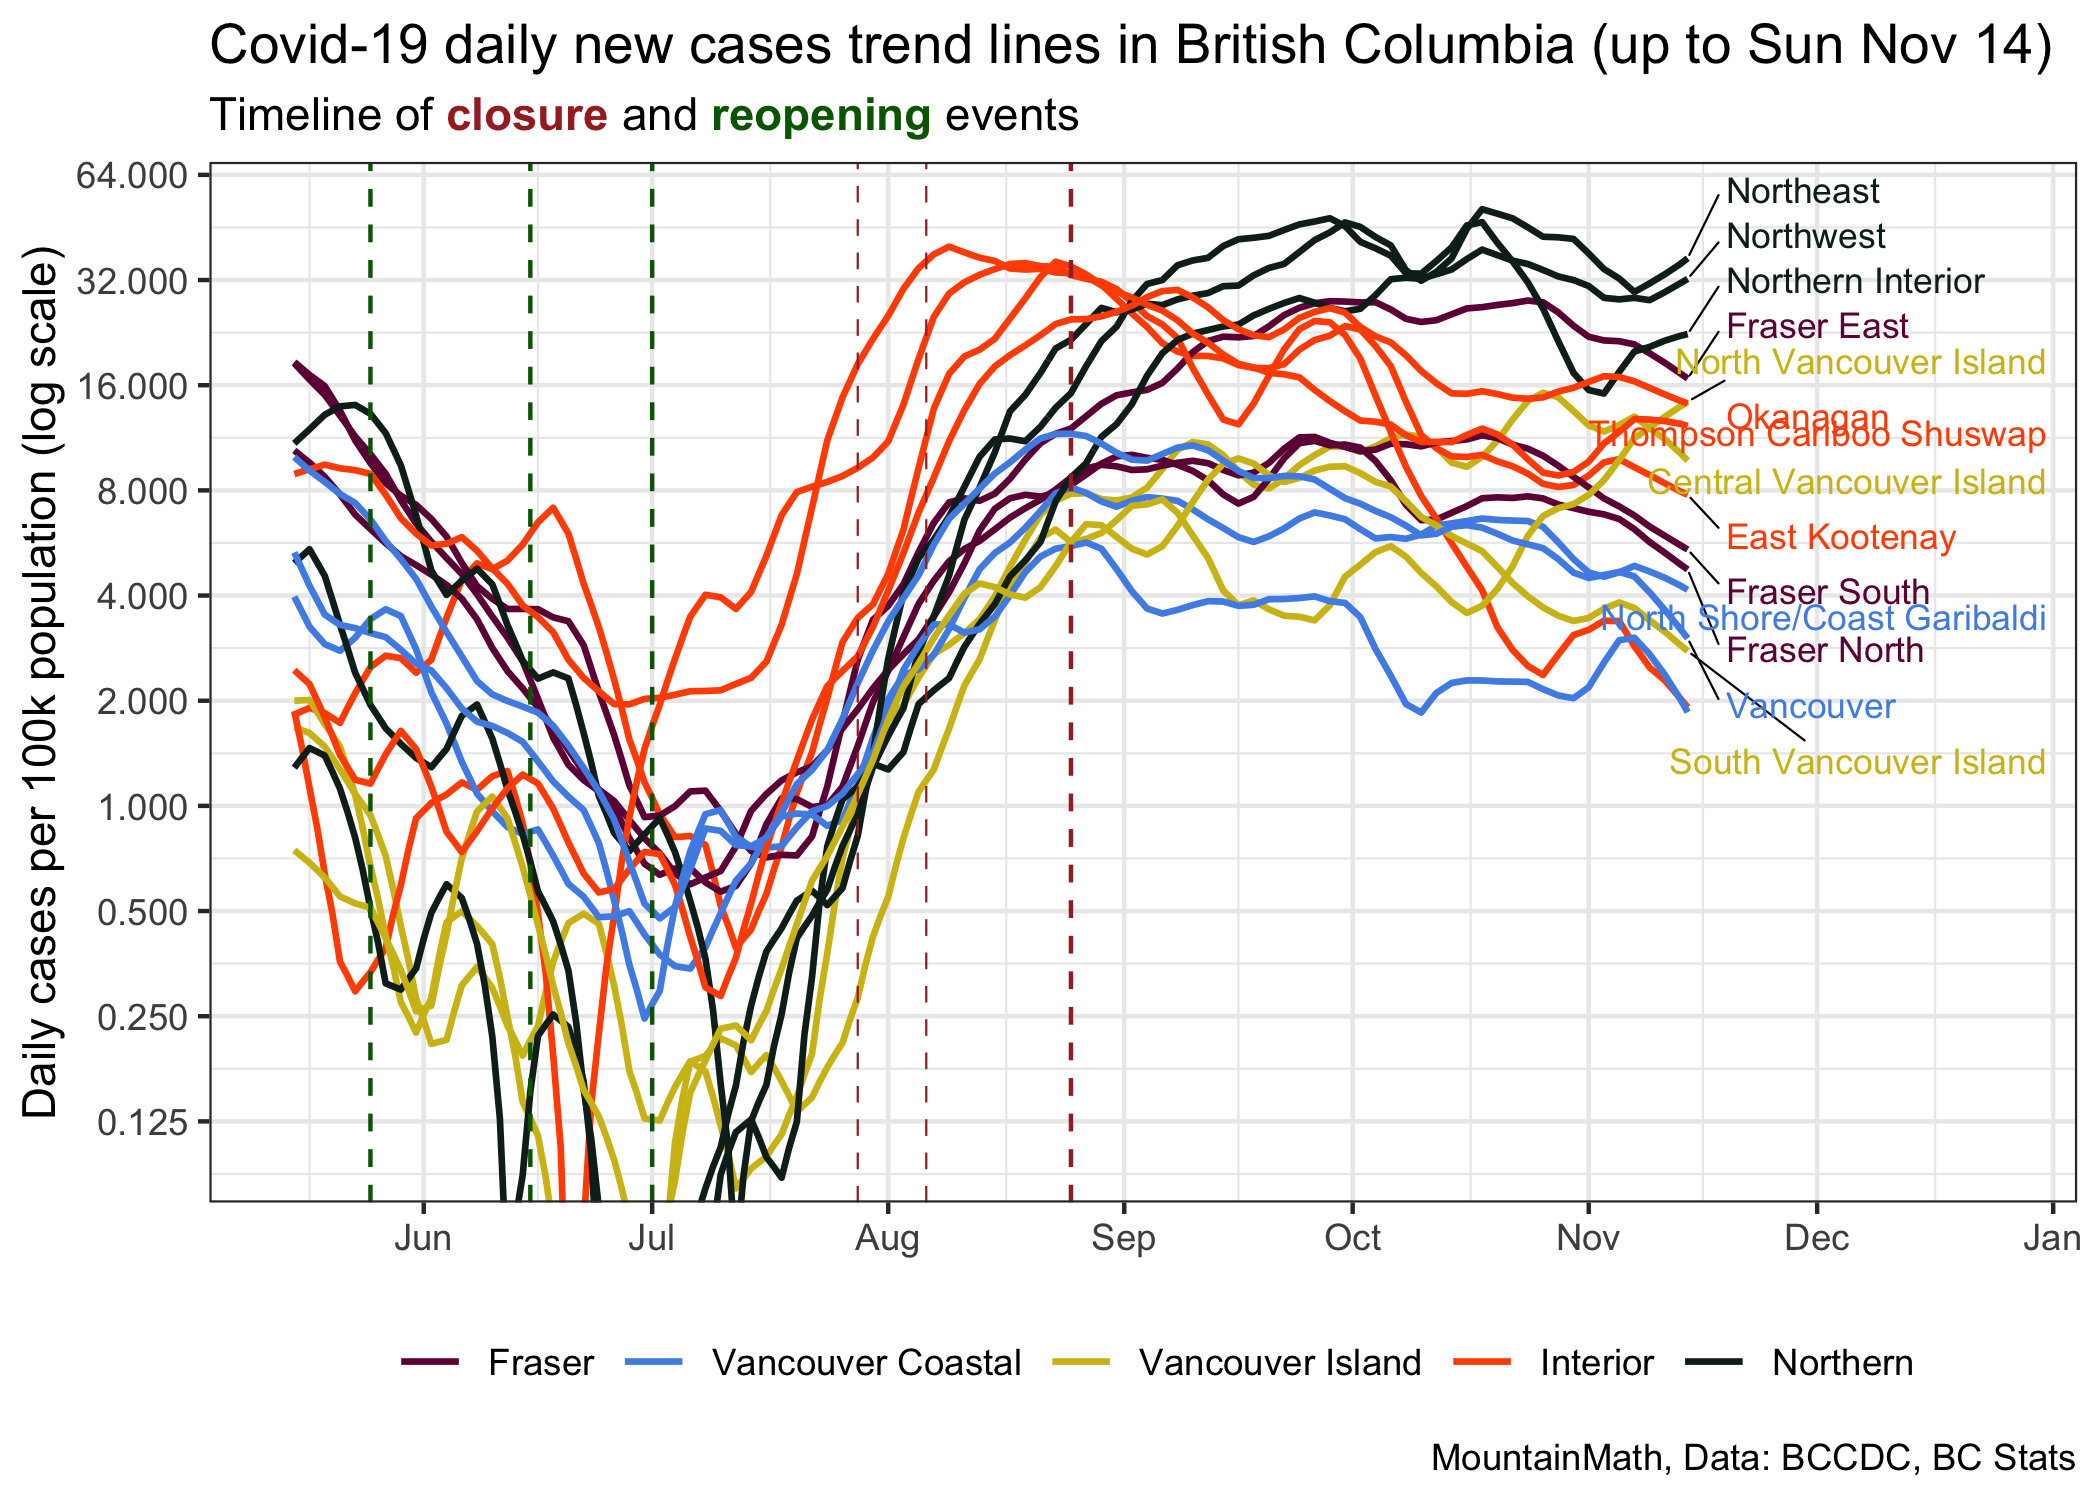 Covid-19 daily new cases trend lines in British Columbia (up to Sun Nov 14)
Timeline of closure and reopening events
Daily cases per 100k population (log scale)
64.000
32.000
16.000
8.000
4.000
2.000
1.000
0.500
0.250
0.125
Northeast
Northwest
Northern Interior
Fraser East
North Vancouver Island
Okanagan
Thompson Cariboo Shuswap
Central Vancouver Island
East Kootenay
Fraser South
North Shore/Coast Garibaldi
Fraser North
Vancouver
South Vancouver Island
Jun Jul Aug Sep Oct Nov Dec Jan
Fraser Vancouver Coastal Vancouver Island Interior Northern
MountainMath, Data: BCCDC, BC Stats